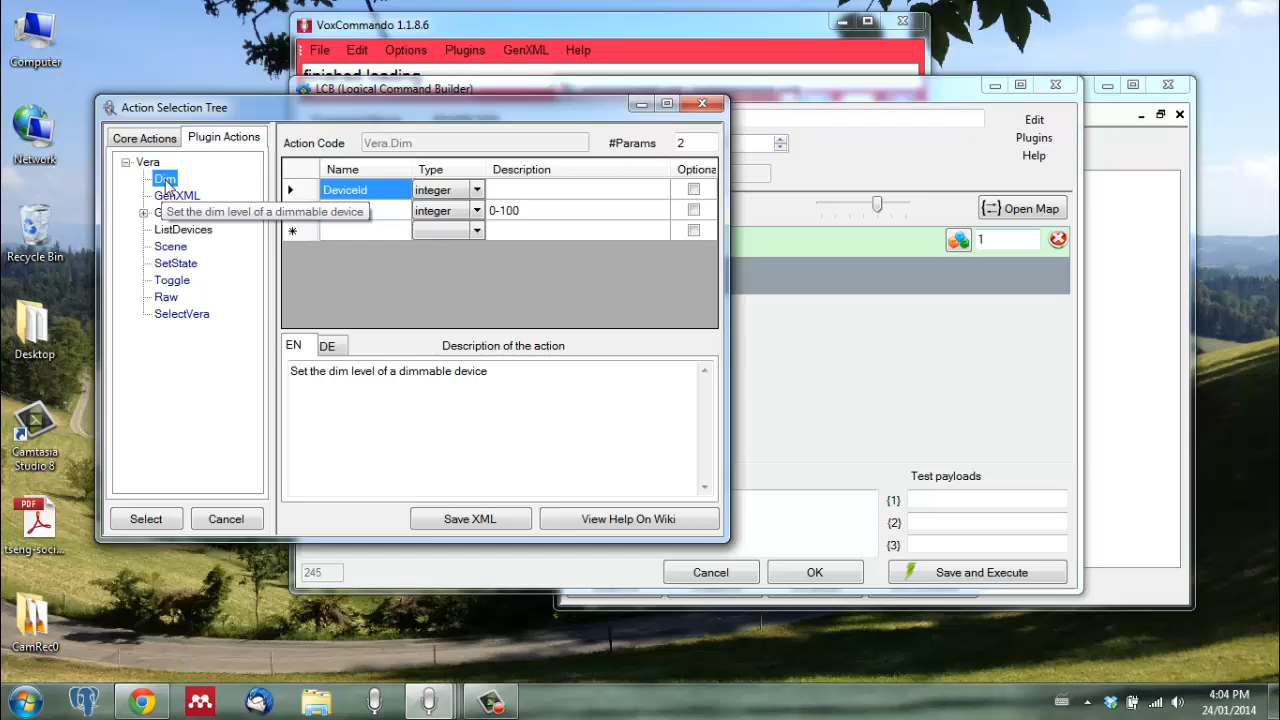 Computer
Network
Recycle Bin
Desktop
Camtasia
Studio 8
PDF
tseng-soci...
CamRec0
VoxCommando 1.1.8.6
File Edit Options Plugins GenXML Help
finished loading
LCB (Logical Command Builder)
Edit
Plugins
Help
Open Map
1
Test payloads
{1}
{2}
{3}
245
Cancel
OK
Save and Execute
Action Selection Tree
Core Actions
Plugin Actions
Vera
Dim
GenXML
G
ListDevices
Scene
SetState
Toggle
Raw
SelectVera
Set the dim level of a dimmable device
Select
Cancel
Action Code
Vera.Dim
#Params
2
Name Type Description Optiona
DeviceId integer
integer 0-100
EN
DE
Description of the action
Set the dim level of a dimmable device
Save XML
View Help On Wiki
4:04 PM
24/01/2014